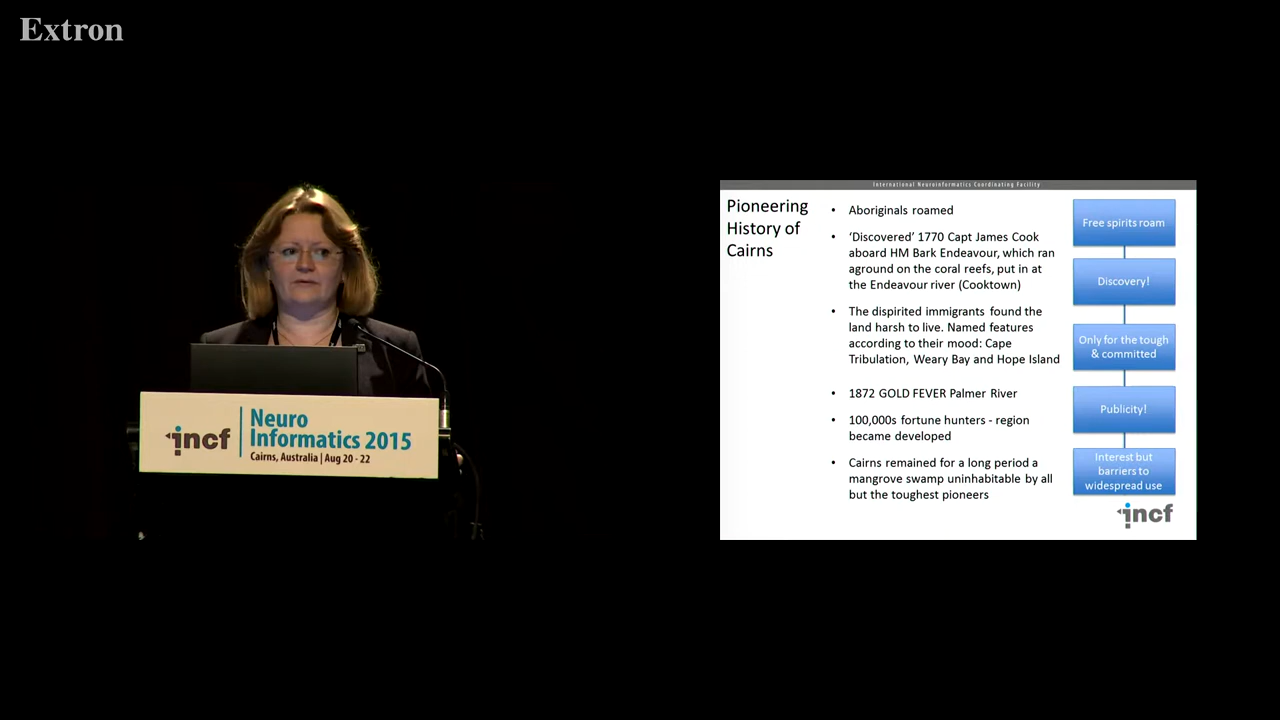 Extron
incf
Neuro
Informatics 2015
Cairns, Australia | Aug 20 - 22
International Neuroinformatics Coordinating Facility
Pioneering
History of
Cairns
• Aboriginals roamed
• ‘Discovered’ 1770 Capt James Cook
aboard HM Bark Endeavour, which ran
aground on the coral reefs, put in at
the Endeavour river (Cooktown)
• The dispirited immigrants found the
land harsh to live. Named features
according to their mood: Cape
Tribulation, Weary Bay and Hope Island
• 1872 GOLD FEVER Palmer River
• 100,000s fortune hunters - region
became developed
• Cairns remained for a long period a
mangrove swamp uninhabitable by all
but the toughest pioneers
Free spirits roam
Discovery!
Only for the tough
& committed
Publicity!
Interest but
barriers to
widespread use
incf